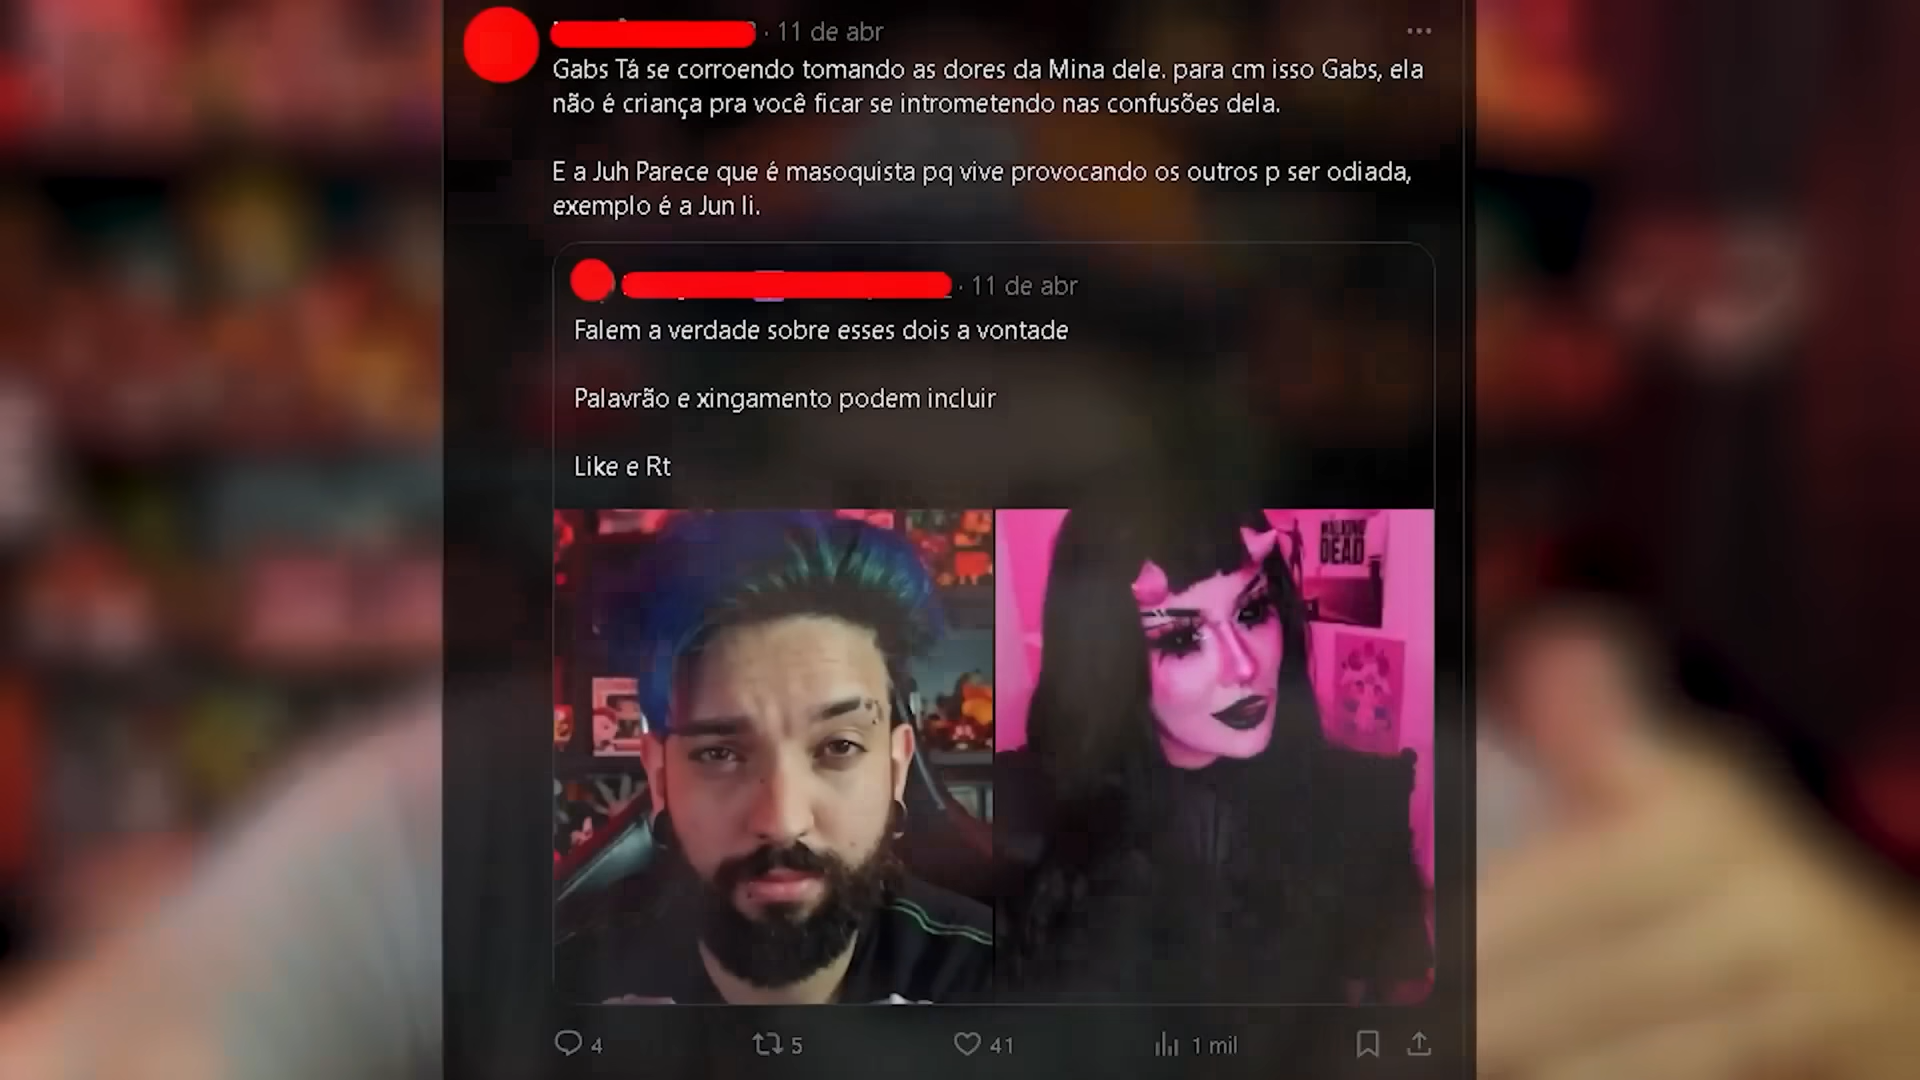 · 11 de abr
Gabs Tá se corroendo tomando as dores da Mina dele. para cm isso Gabs, ela
não é criança pra você ficar se intrometendo nas confusões dela.
E a Juh Parece que é masoquista pq vive provocando os outros p ser odiada,
exemplo é a Jun li.
· 11 de abr
Falem a verdade sobre esses dois a vontade
Palavrão e xingamento podem incluir
Like e Rt
WALKING
DEAD
4 5 41 1 mil